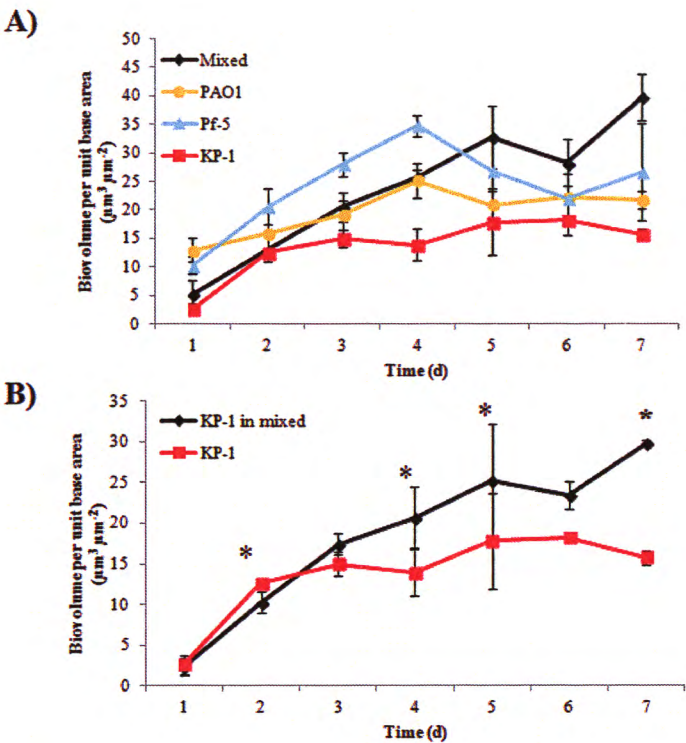 A)
50
45
40
35
30
25
20
15
10
5
0
Biovolume per unit base area
(μm³ μm⁻²)
Mixed
PAO1
Pf-5
KP-1
1 2 3 4 5 6 7
Time (d)
B)
35
30
25
20
15
10
5
0
Biovolume per unit base area
(μm³ μm⁻²)
KP-1 in mixed
KP-1
* * * *
1 2 3 4 5 6 7
Time (d)